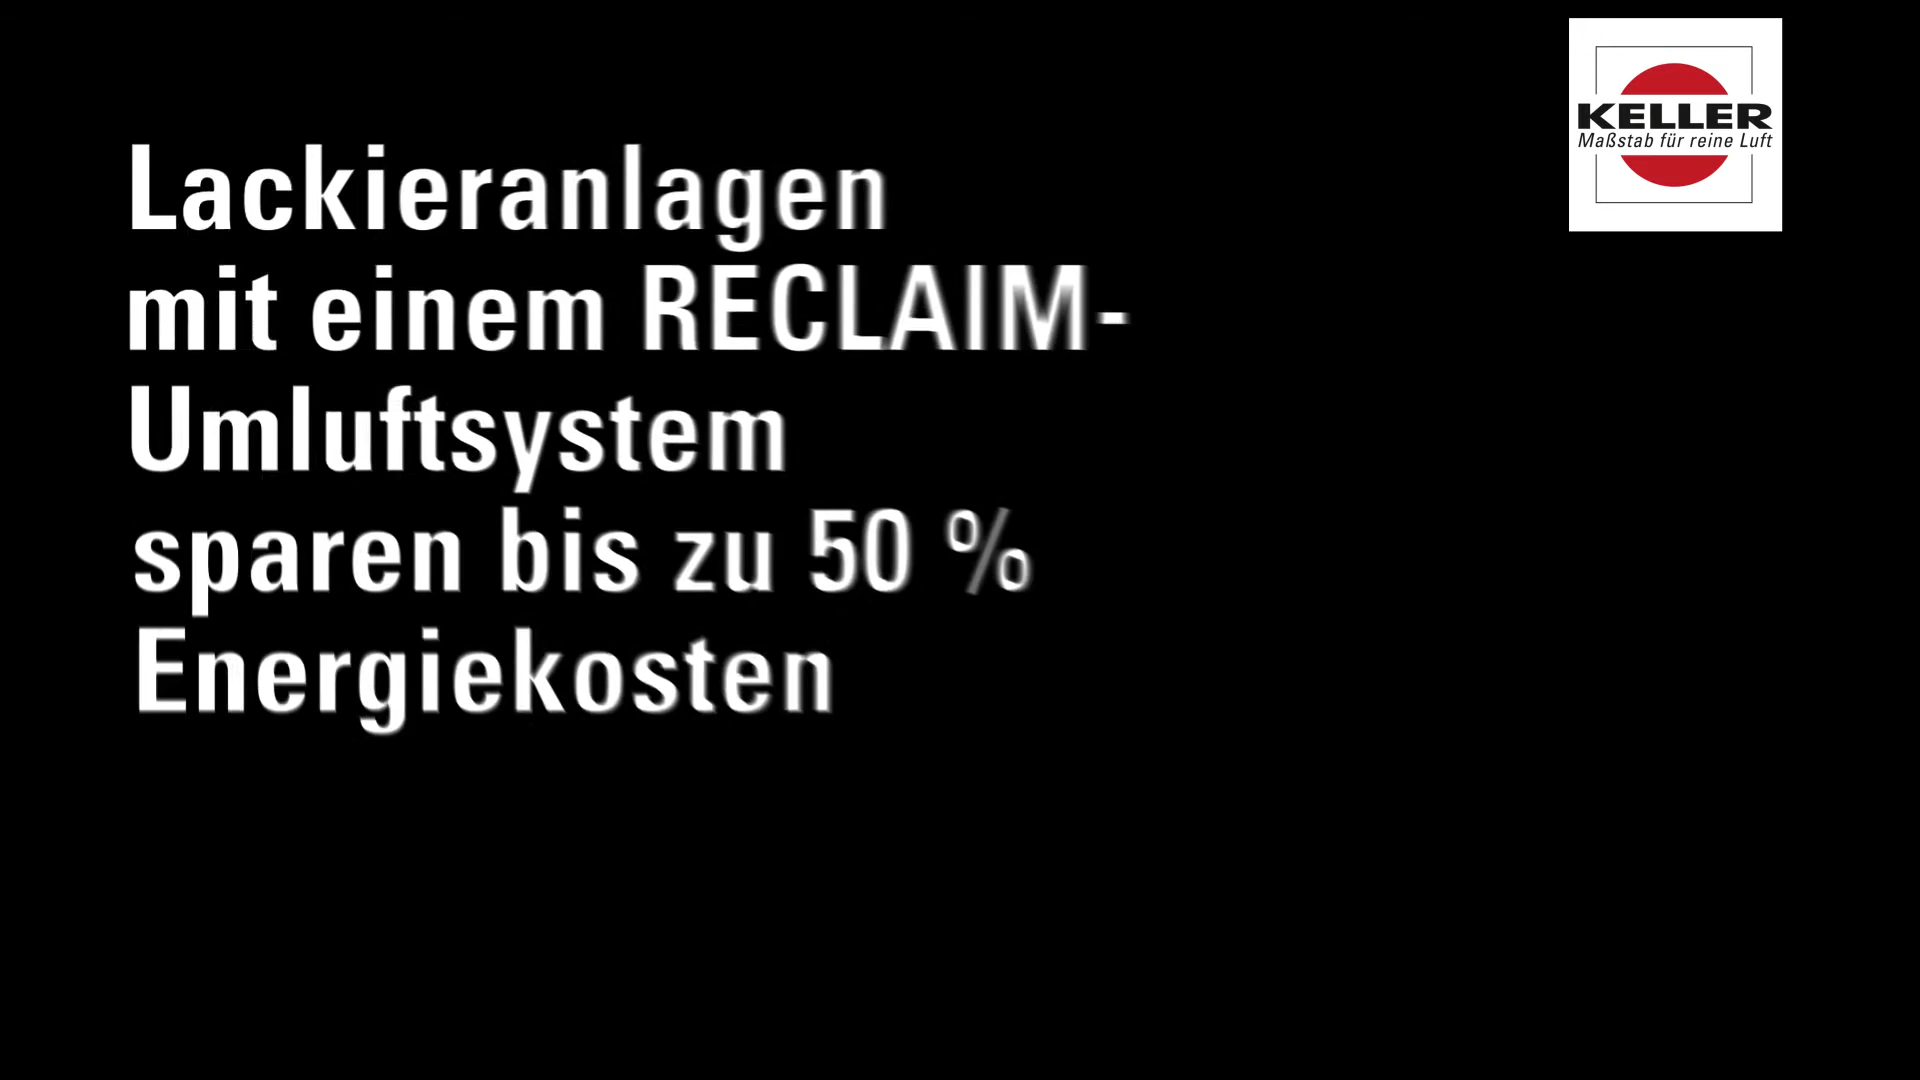 Lackieranlagen
mit einem RECLAIM-
Umluftsystem
sparen bis zu 50 %
Energiekosten
KELLER
Maßstab für reine Luft